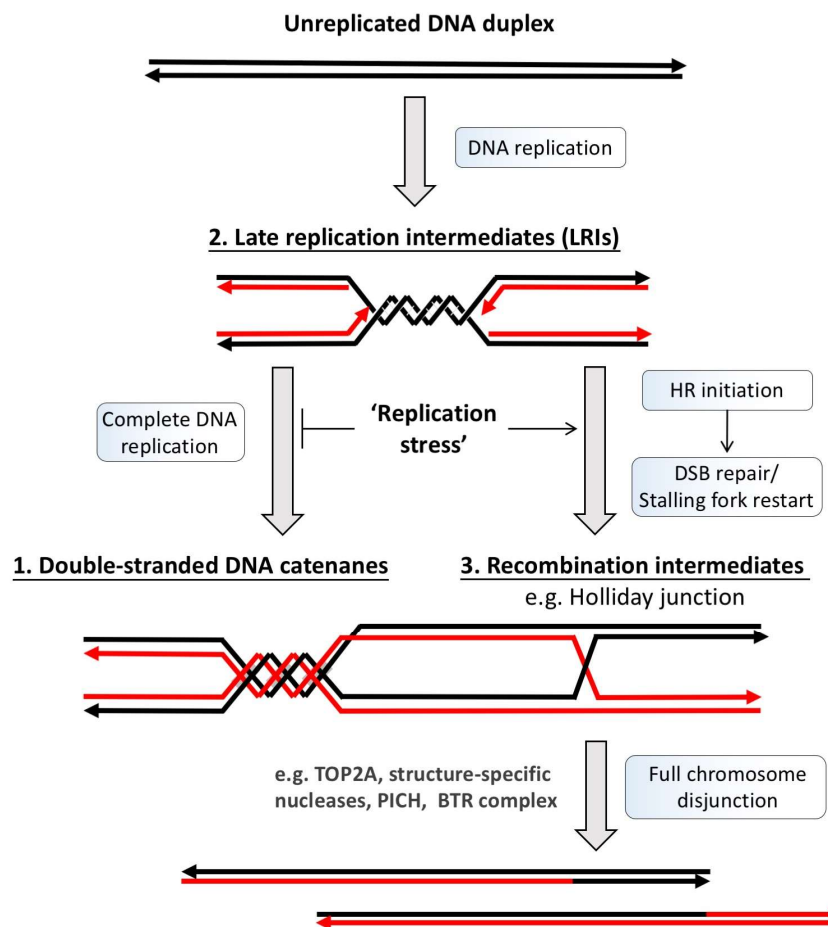 Unreplicated DNA duplex
DNA replication
2. Late replication intermediates (LRIs)
Complete DNA
replication
‘Replication
stress’
HR initiation
DSB repair/
Stalling fork restart
1. Double-stranded DNA catenanes
3. Recombination intermediates
e.g. Holliday junction
e.g. TOP2A, structure-specific
nucleases, PICH,  BTR complex
Full chromosome
disjunction